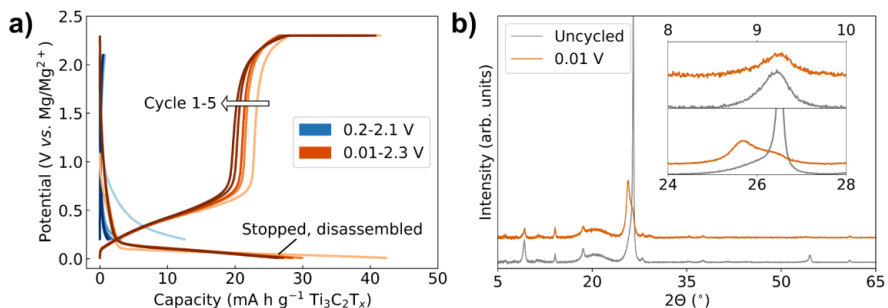 a)
2.5
2.0
1.5
1.0
0.5
0.0
Potential (V vs. Mg/Mg2+)
Cycle 1-5
0.2-2.1 V
0.01-2.3 V
Stopped, disassembled
0 10 20 30 40 50
Capacity (mA h g⁻¹ Ti₃C₂Tₓ)
b)
Uncycled
0.01 V
8 9 10
24 26 28
Intensity (arb. units)
5 20 35 50 65
2Θ (°)